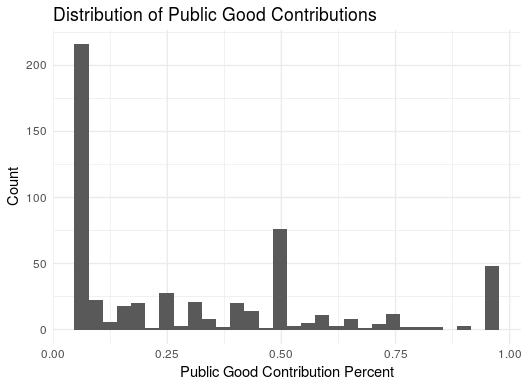 Distribution of Public Good Contributions
200
150
100
50
0
Count
0.00 0.25 0.50 0.75 1.00
Public Good Contribution Percent